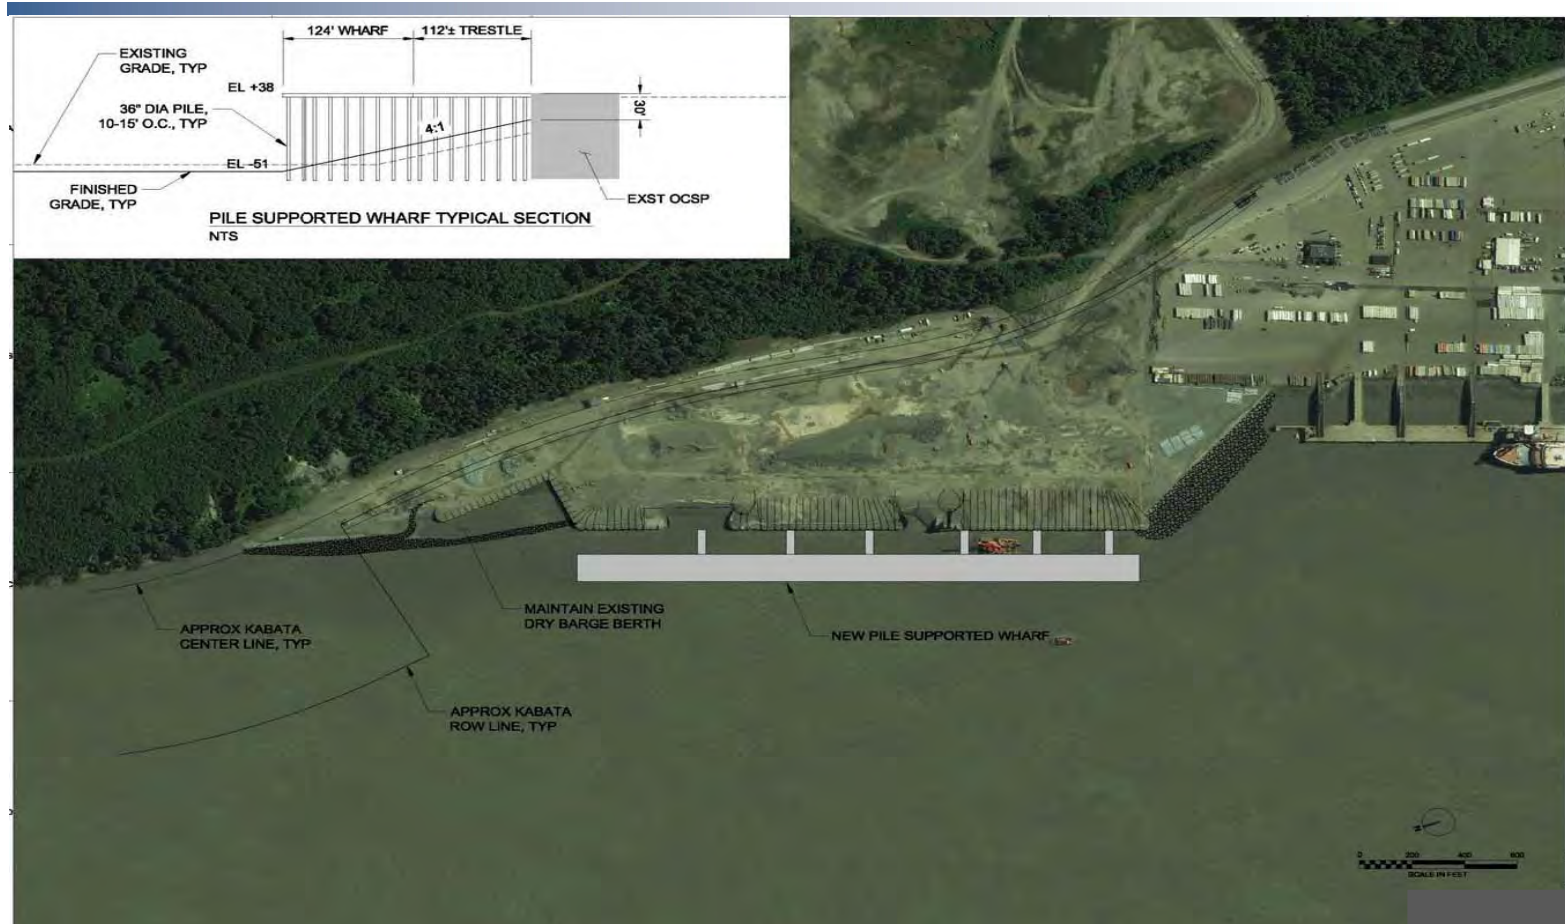 124' WHARF
112'± TRESTLE
EXISTING
GRADE, TYP
EL +38
36" DIA PILE,
10-15' O.C., TYP
30'
4:1
EL -51
FINISHED
GRADE, TYP
EXST OCSP
PILE SUPPORTED WHARF TYPICAL SECTION
NTS
MAINTAIN EXISTING
DRY BARGE BERTH
APPROX KABATA
CENTER LINE, TYP
NEW PILE SUPPORTED WHARF
APPROX KABATA
ROW LINE, TYP
N
0 200 400 600
SCALE IN FEET